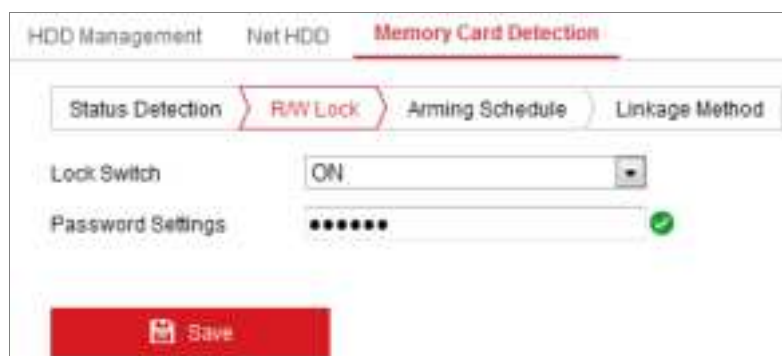 HDD Management Net HDD Memory Card Detection
Status Detection R/W Lock Arming Schedule Linkage Method
Lock Switch ON
Password Settings ●●●●●●
Save